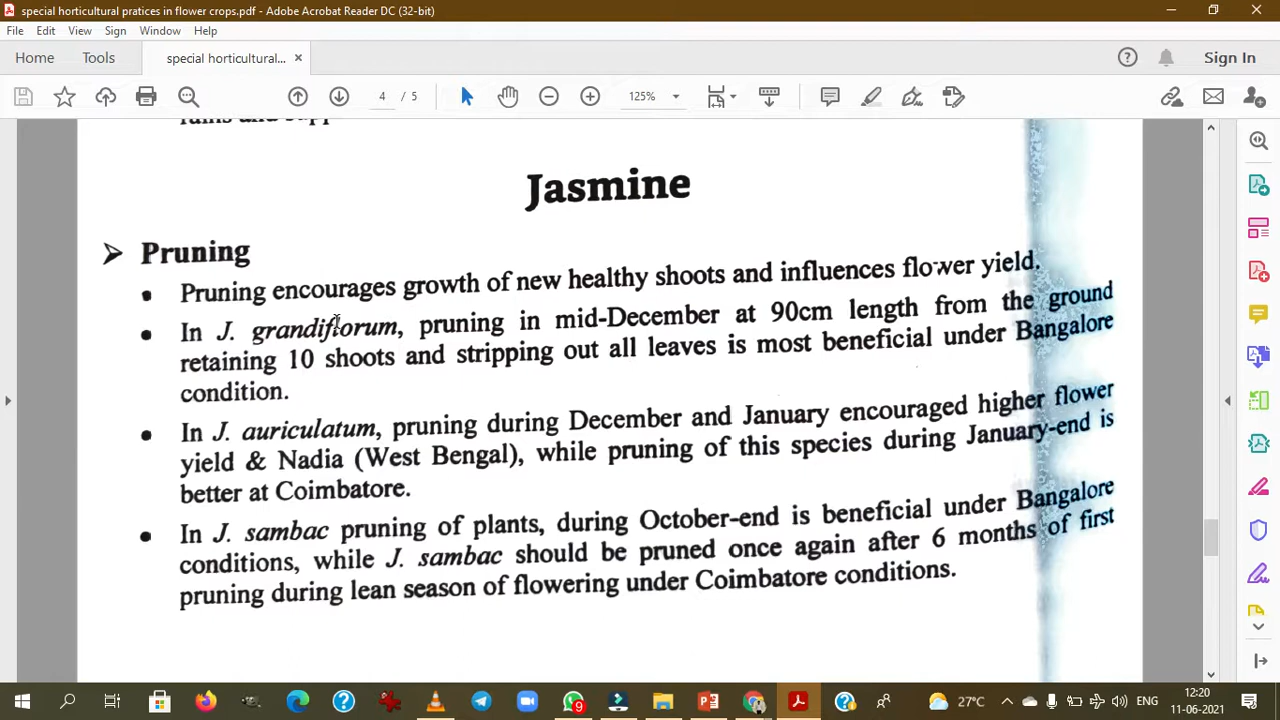 special horticultural pratices in flower crops.pdf - Adobe Acrobat Reader DC (32-bit)
File Edit View Sign Window Help
Home Tools special horticultural... × Sign In
4 / 5 125%
Jasmine
➢ Pruning
• Pruning encourages growth of new healthy shoots and influences flower yield.
• In J. grandiflorum, pruning in mid-December at 90cm length from the ground
retaining 10 shoots and stripping out all leaves is most beneficial under Bangalore
condition.
• In J. auriculatum, pruning during December and January encouraged higher flower
yield & Nadia (West Bengal), while pruning of this species during January-end is
better at Coimbatore.
• In J. sambac pruning of plants, during October-end is beneficial under Bangalore
conditions, while J. sambac should be pruned once again after 6 months of first
pruning during lean season of flowering under Coimbatore conditions.
9 27°C ENG 12:20
11-06-2021